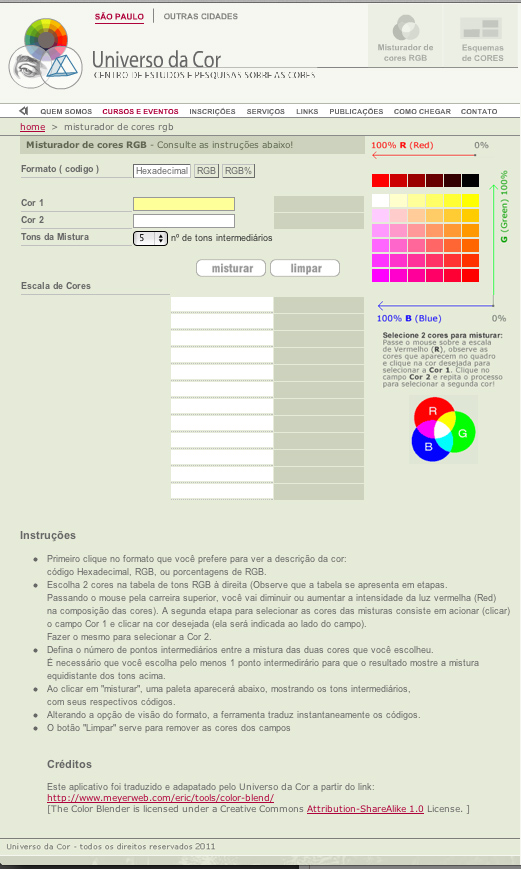 SÃO PAULO
OUTRAS CIDADES
Misturador de
cores RGB
Esquemas
de CORES
Universo da Cor
CENTRO DE ESTUDOS E PESQUISAS SOBRE AS CORES
QUEM SOMOS CURSOS E EVENTOS INSCRIÇÕES SERVIÇOS LINKS PUBLICAÇÕES COMO CHEGAR CONTATO
home > misturador de cores rgb
Misturador de cores RGB - Consulte as instruções abaixo!
Formato ( codigo )
Hexadecimal RGB RGB%
Cor 1
Cor 2
Tons da Mistura
5 nº de tons intermediários
misturar limpar
Escala de Cores
100% R (Red) 0%
G (Green) 100%
100% B (Blue) 0%
Selecione 2 cores para misturar:
Passe o mouse sobre a escala
de Vermelho (R), observe as
cores que aparecem no quadro
e clique na cor desejada para
selecionar a Cor 1. Clique no
campo Cor 2 e repita o processo
para selecionar a segunda cor!
R
G
B
Instruções
Primeiro clique no formato que você prefere para ver a descrição da cor:
código Hexadecimal, RGB, ou porcentagens de RGB.
Escolha 2 cores na tabela de tons RGB à direita (Observe que a tabela se apresenta em etapas.
Passando o mouse pela carreira superior, você vai diminuir ou aumentar a intensidade da luz vermelha (Red)
na composição das cores). A segunda etapa para selecionar as cores das misturas consiste em acionar (clicar)
o campo Cor 1 e clicar na cor desejada (ela será indicada ao lado do campo).
Fazer o mesmo para selecionar a Cor 2.
Defina o número de pontos intermediários entre a mistura das duas cores que você escolheu.
É necessário que você escolha pelo menos 1 ponto intermedirário para que o resultado mostre a mistura
equidistante dos tons acima.
Ao clicar em "misturar", uma paleta aparecerá abaixo, mostrando os tons intermediários,
com seus respectivos códigos.
Alterando a opção de visão do formato, a ferramenta traduz instantaneamente os códigos.
O botão "Limpar" serve para remover as cores dos campos
Créditos
Este aplicativo foi traduzido e adapatado pelo Universo da Cor a partir do link:
http://www.meyerweb.com/eric/tools/color-blend/
[The Color Blender is licensed under a Creative Commons Attribution-ShareAlike 1.0 License. ]
Universo da Cor - todos os direitos reservados 2011